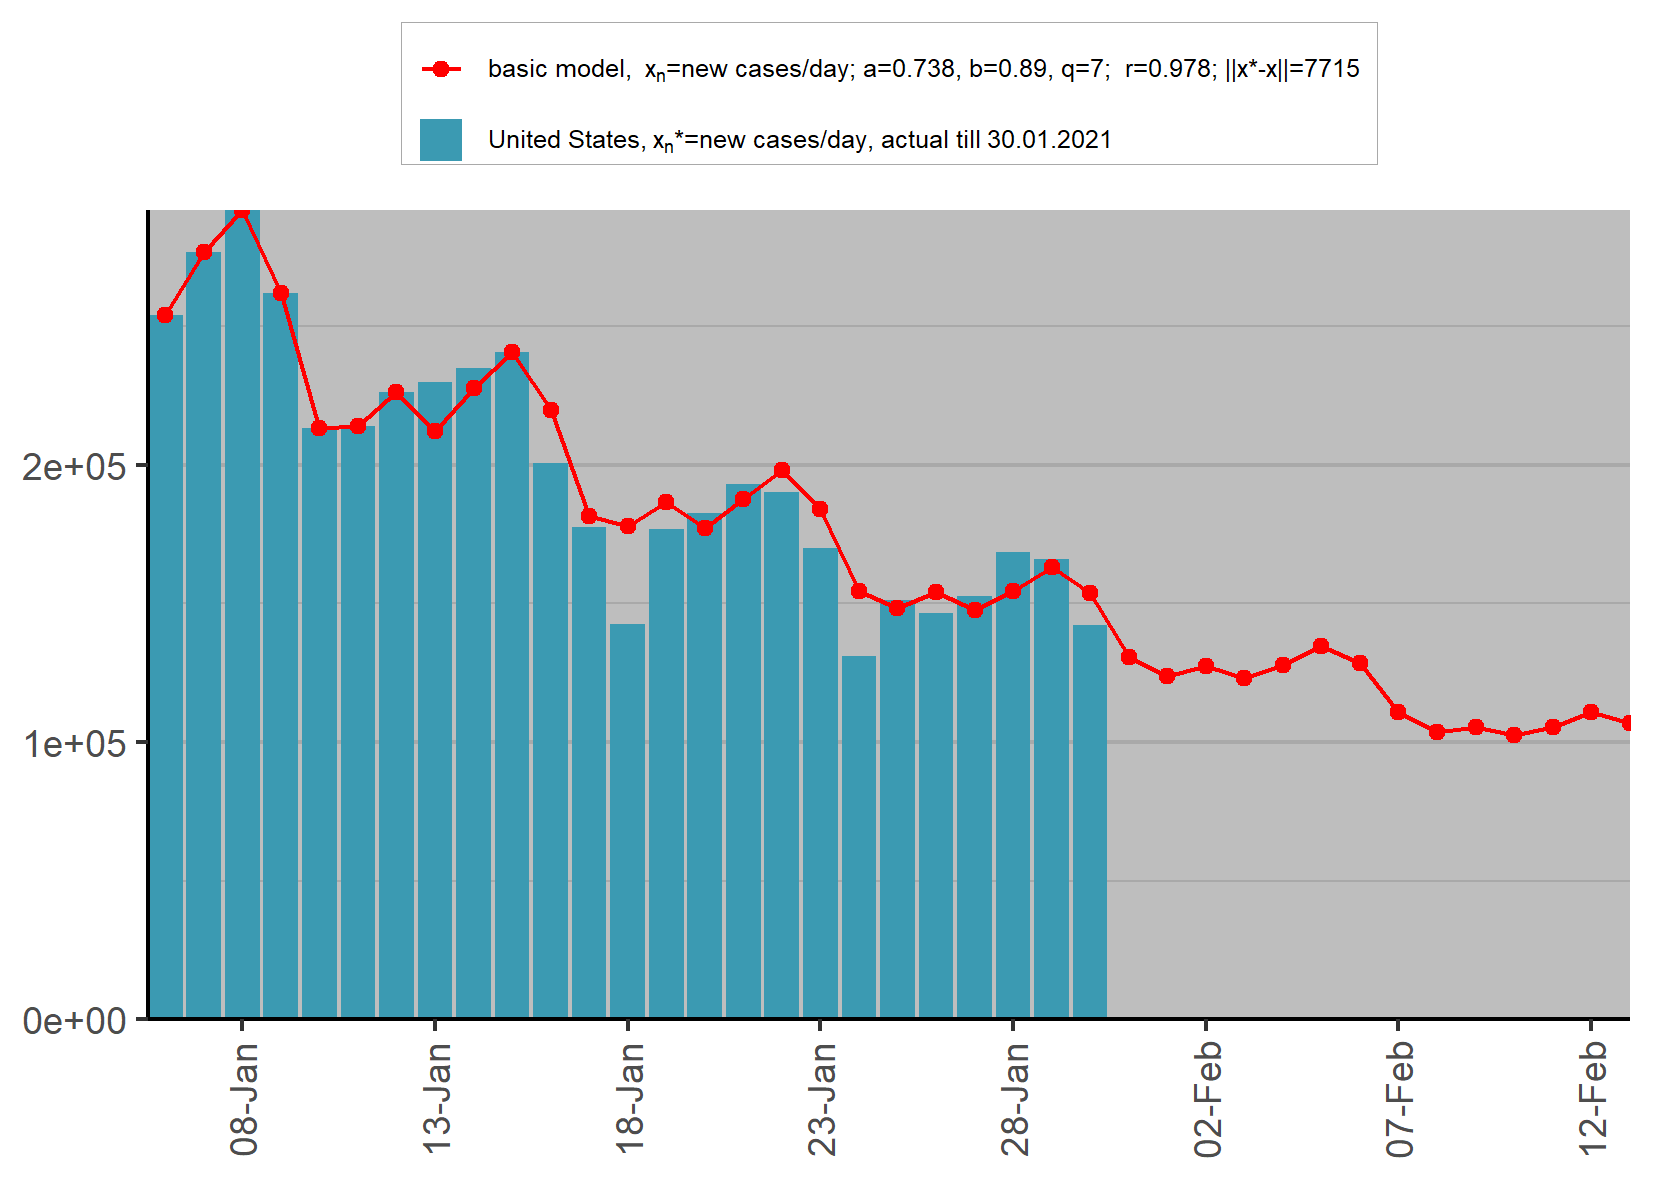 basic model, xₙ=new cases/day; a=0.738, b=0.89, q=7; r=0.978; ||x*-x||=7715
United States, xₙ*=new cases/day, actual till 30.01.2021
2e+05
1e+05
0e+00
08-Jan
13-Jan
18-Jan
23-Jan
28-Jan
02-Feb
07-Feb
12-Feb